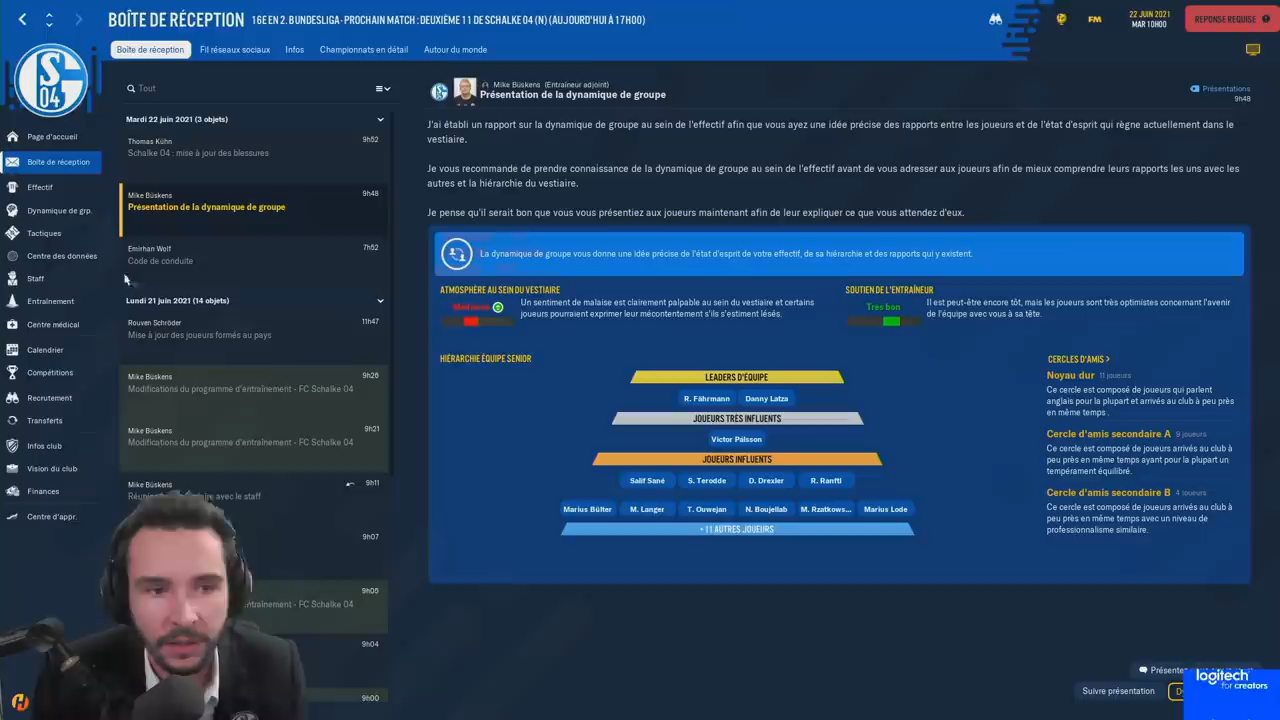 BOÎTE DE RÉCEPTION
16E EN 2. BUNDESLIGA - PROCHAIN MATCH : DEUXIÈME 11 DE SCHALKE 04 (N) (AUJOURD'HUI À 17H00)
FM
22 JUIN 2021
MAR 10H00
RÉPONSE REQUISE
Boîte de réception
Fil réseaux sociaux
Infos
Championnats en détail
Autour du monde
S
04
Page d'accueil
Boîte de réception
Effectif
Dynamique de grp.
Tactiques
Centre des données
Staff
Entraînement
Centre médical
Calendrier
Compétitions
Recrutement
Transferts
Infos club
Vision du club
Finances
Centre d'appr.
Tout
Mardi 22 juin 2021 (3 objets)
Thomas Kühn 9h52
Schalke 04 : mise à jour des blessures
Mike Büskens 9h48
Présentation de la dynamique de groupe
Emirhan Wolf 7h52
Code de conduite
Lundi 21 juin 2021 (14 objets)
Rouven Schröder 11h47
Mise à jour des joueurs formés au pays
Mike Büskens 9h26
Modifications du programme d'entraînement - FC Schalke 04
Mike Büskens 9h21
Modifications du programme d'entraînement - FC Schalke 04
Mike Büskens 9h11
avec le staff
9h07
9h05
entraînement - FC Schalke 04
9h04
9h00
Mike Büskens (Entraîneur adjoint)
Présentation de la dynamique de groupe
Présentations
9h48
J'ai établi un rapport sur la dynamique de groupe au sein de l'effectif afin que vous ayez une idée précise des rapports entre les joueurs et de l'état d'esprit qui règne actuellement dans le
vestiaire.
Je vous recommande de prendre connaissance de la dynamique de groupe au sein de l'effectif avant de vous adresser aux joueurs afin de mieux comprendre leurs rapports les uns avec les
autres et la hiérarchie du vestiaire.
Je pense qu'il serait bon que vous vous présentiez aux joueurs maintenant afin de leur expliquer ce que vous attendez d'eux.
La dynamique de groupe vous donne une idée précise de l'état d'esprit de votre effectif, de sa hiérarchie et des rapports qui y existent.
ATMOSPHÈRE AU SEIN DU VESTIAIRE
Un sentiment de malaise est clairement palpable au sein du vestiaire et certains
joueurs pourraient exprimer leur mécontentement s'ils s'estiment lésés.
SOUTIEN DE L'ENTRAÎNEUR
Très bon
Il est peut-être encore tôt, mais les joueurs sont très optimistes concernant l'avenir
de l'équipe avec vous à sa tête.
HIÉRARCHIE ÉQUIPE SENIOR
LEADERS D'ÉQUIPE
R. Fährmann Danny Latza
JOUEURS TRÈS INFLUENTS
Victor Pálsson
JOUEURS INFLUENTS
Salif Sané S. Terodde D. Drexler R. Ranftl
Marius Bülter M. Langer T. Ouwejan N. Boujellab M. Rzatkows... Marius Lode
+ 11 AUTRES JOUEURS
CERCLES D'AMIS >
Noyau dur 11 joueurs
Ce cercle est composé de joueurs qui parlent
anglais pour la plupart et arrivés au club à peu près
en même temps .
Cercle d'amis secondaire A 9 joueurs
Ce cercle est composé de joueurs arrivés au club à
peu près en même temps ayant pour la plupart un
tempérament équilibré.
Cercle d'amis secondaire B 4 joueurs
Ce cercle est composé de joueurs arrivés au club à
peu près en même temps avec un niveau de
professionnalisme similaire.
Suivre présentation
logitech
for creators